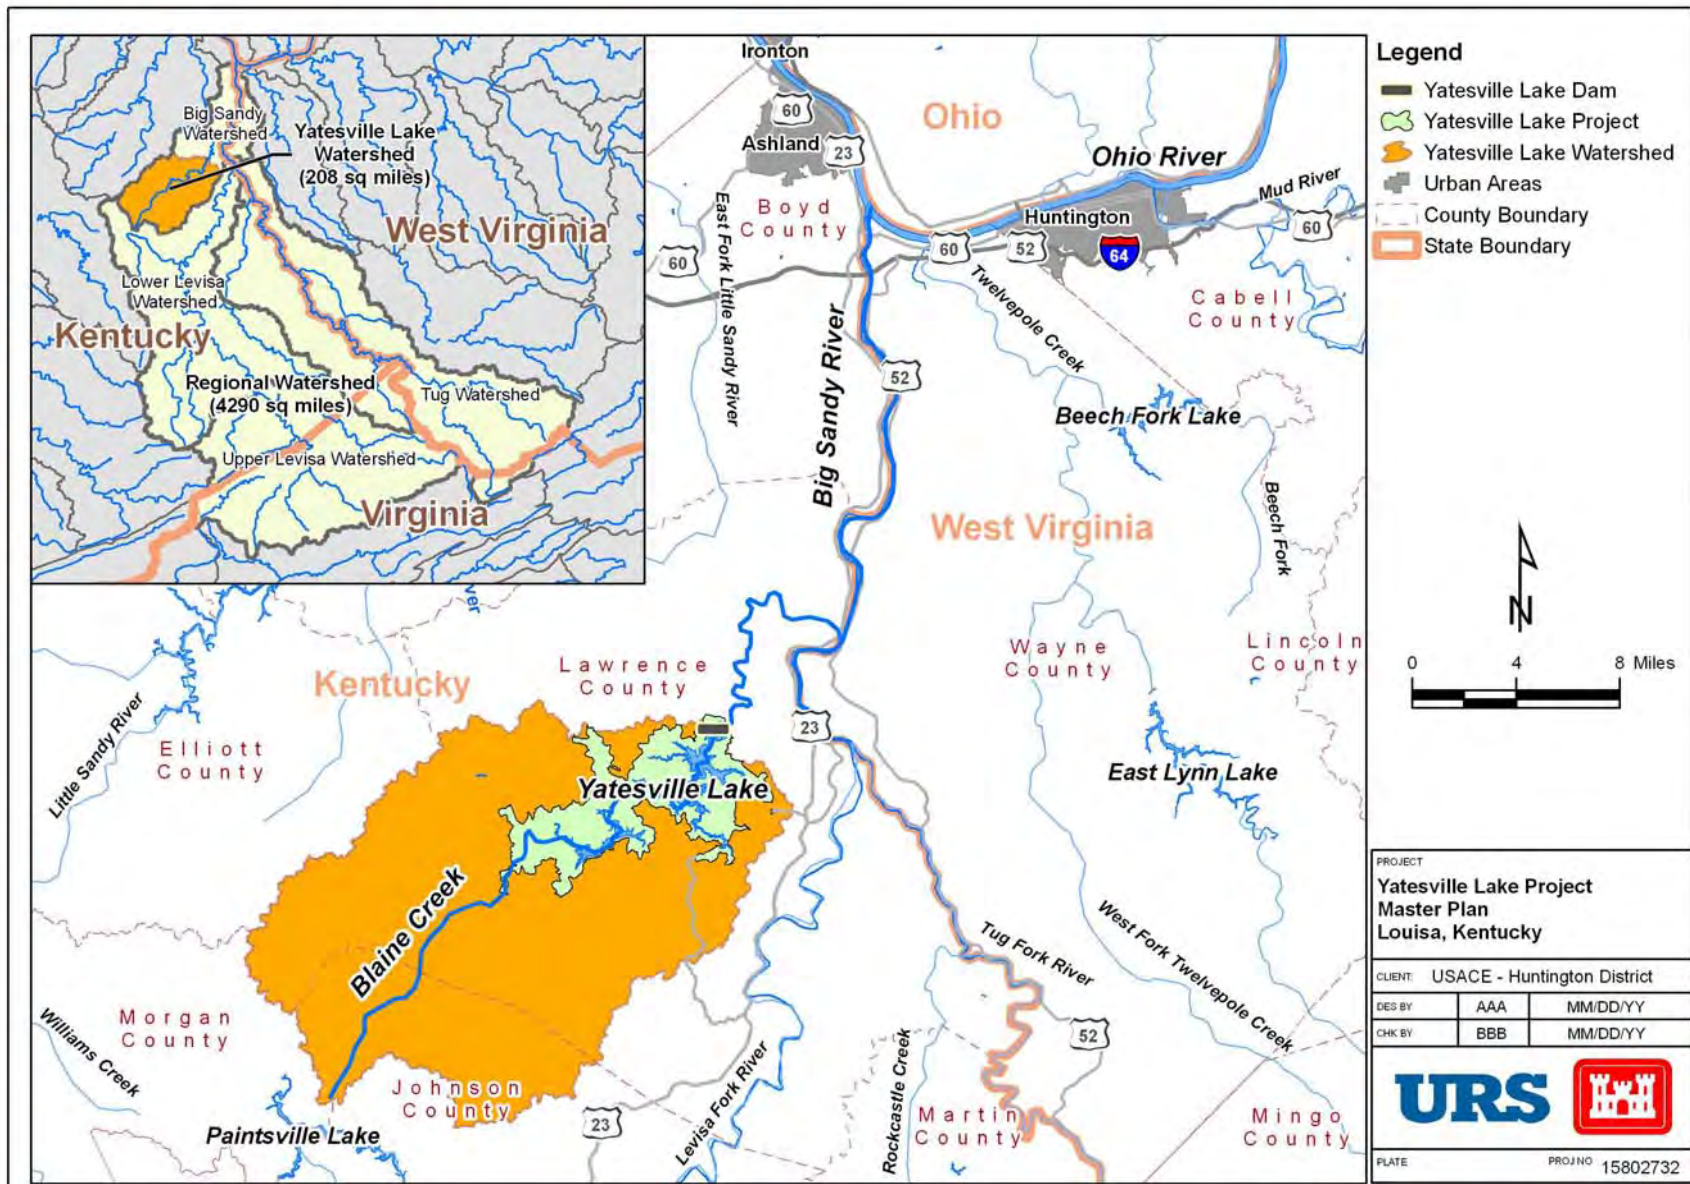 Big Sandy
Watershed
Yatesville Lake
Watershed
(208 sq miles)
West Virginia
Lower Levisa
Watershed
Kentucky
Regional Watershed
(4290 sq miles)
Tug Watershed
Upper Levisa Watershed
Virginia
Ironton
60
Ohio
Ashland
23
Ohio River
Mud River
Boyd
County
Huntington
60
60
60
52
64
East Fork Little Sandy River
Twelvepole Creek
Cabell
County
Big Sandy River
52
Beech Fork Lake
West Virginia
Beech Fork
ver
Wayne
County
Lincoln
County
Lawrence
County
Kentucky
Little Sandy River
Elliott
County
23
Yatesville Lake
East Lynn Lake
Blaine Creek
Tug Fork River
West Fork Twelvepole Creek
Morgan
County
Williams Creek
52
Johnson
County
Levisa Fork River
Rockcastle Creek
Martin
County
Mingo
County
23
Paintsville Lake
Legend
Yatesville Lake Dam
Yatesville Lake Project
Yatesville Lake Watershed
Urban Areas
County Boundary
State Boundary
N
0 4 8 Miles
PROJECT
Yatesville Lake Project
Master Plan
Louisa, Kentucky
CLIENT: USACE - Huntington District
DES BY AAA MM/DD/YY
CHK BY BBB MM/DD/YY
URS
PLATE PROJ NO 15802732